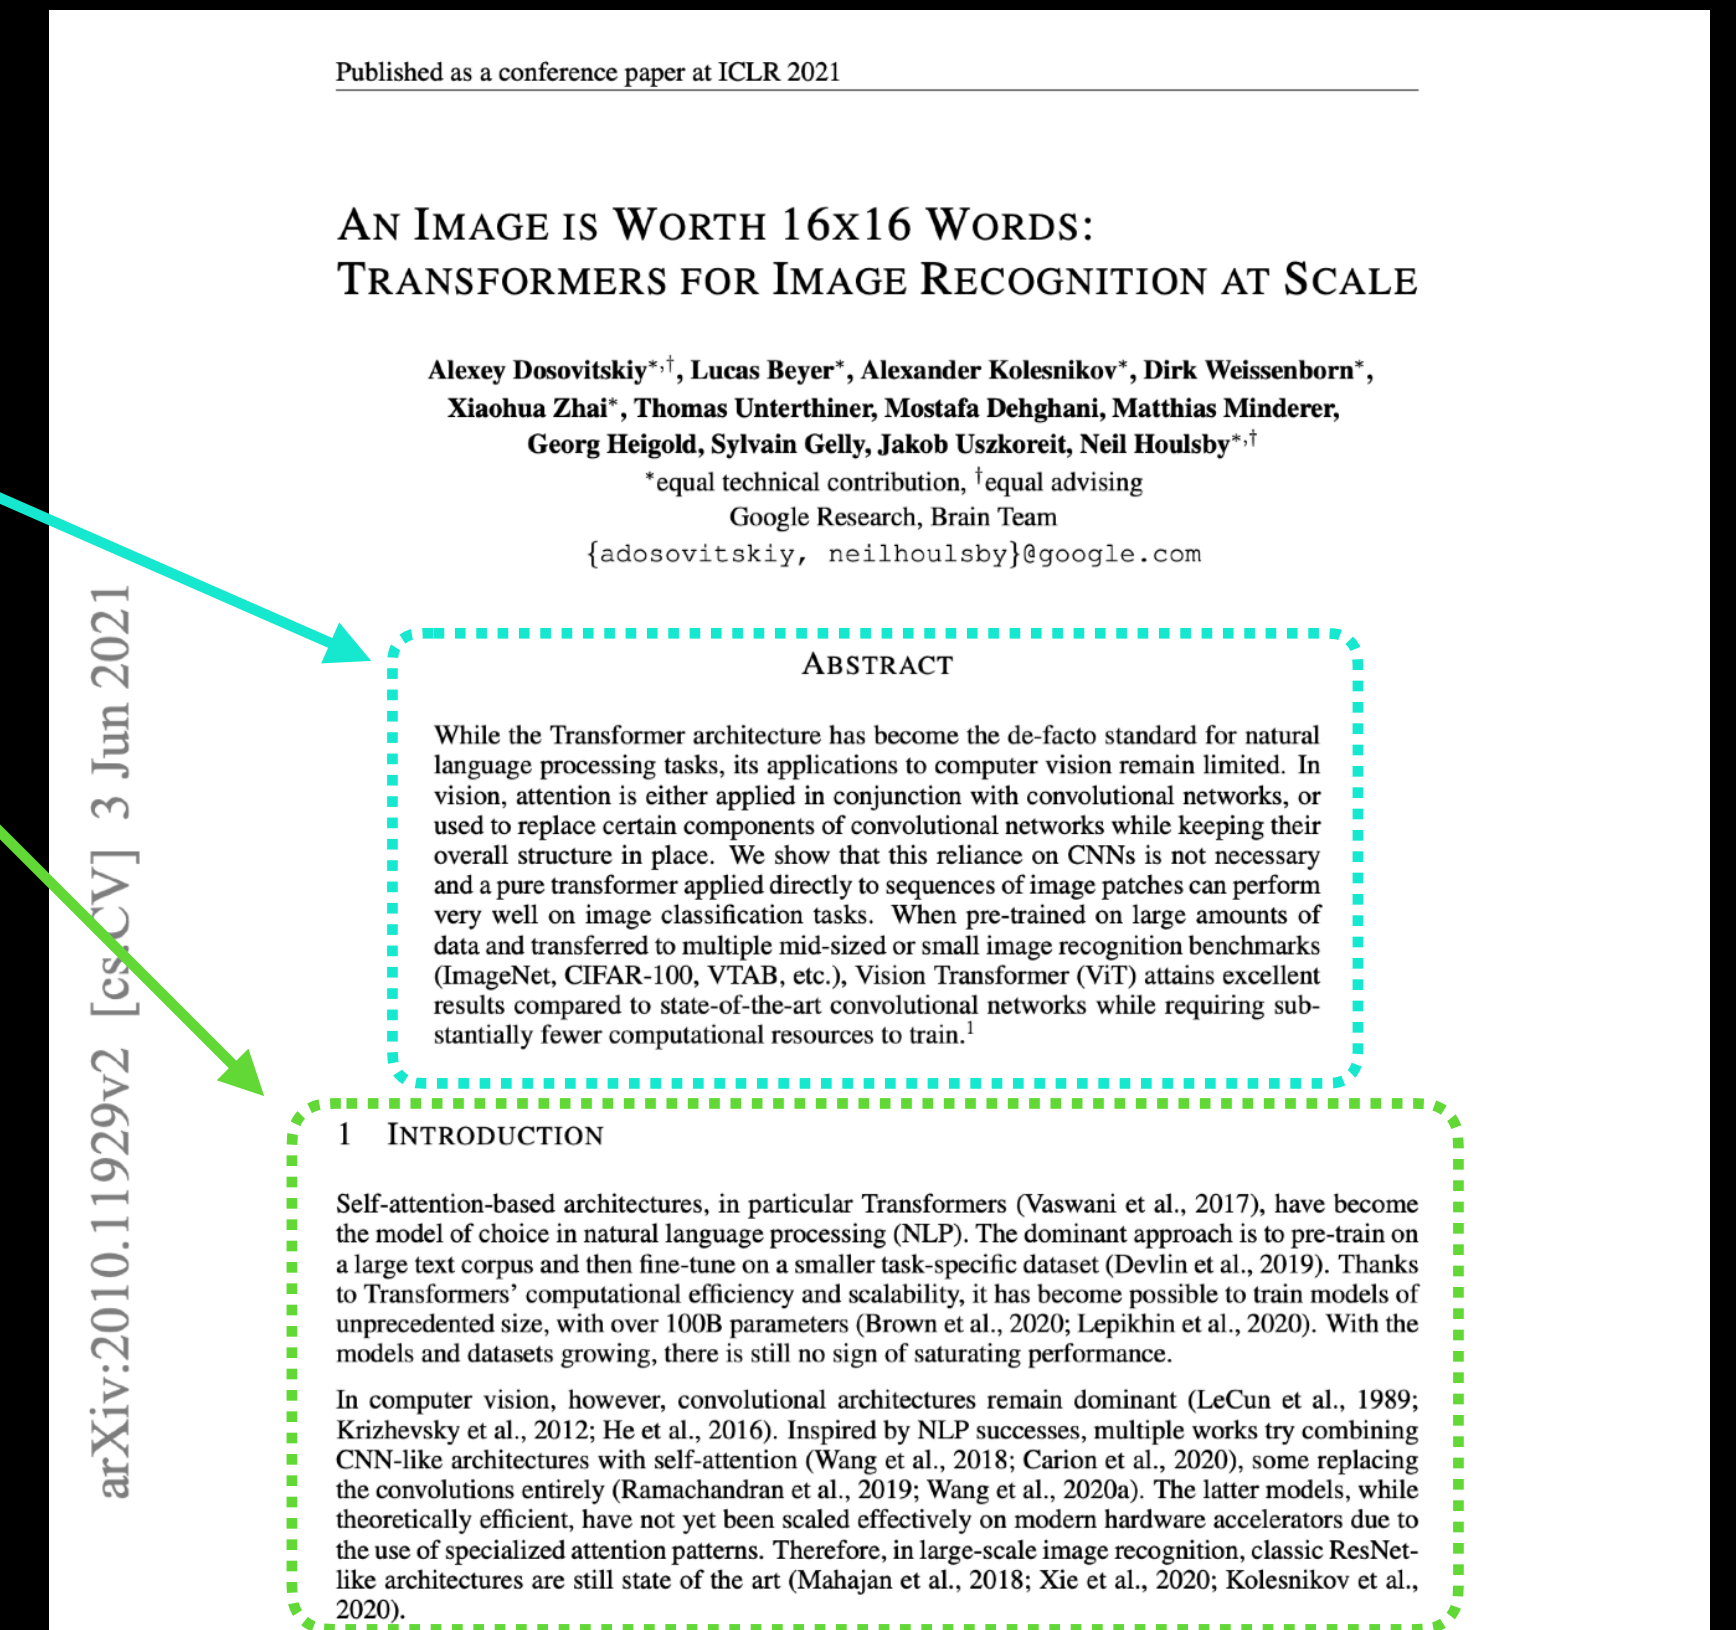 Published as a conference paper at ICLR 2021
AN IMAGE IS WORTH 16X16 WORDS:
TRANSFORMERS FOR IMAGE RECOGNITION AT SCALE
Alexey Dosovitskiy*,†, Lucas Beyer*, Alexander Kolesnikov*, Dirk Weissenborn*,
Xiaohua Zhai*, Thomas Unterthiner, Mostafa Dehghani, Matthias Minderer,
Georg Heigold, Sylvain Gelly, Jakob Uszkoreit, Neil Houlsby*,†
*equal technical contribution, †equal advising
Google Research, Brain Team
{adosovitskiy, neilhoulsby}@google.com
arXiv:2010.11929v2 [cs.CV] 3 Jun 2021
ABSTRACT
While the Transformer architecture has become the de-facto standard for natural
language processing tasks, its applications to computer vision remain limited. In
vision, attention is either applied in conjunction with convolutional networks, or
used to replace certain components of convolutional networks while keeping their
overall structure in place. We show that this reliance on CNNs is not necessary
and a pure transformer applied directly to sequences of image patches can perform
very well on image classification tasks. When pre-trained on large amounts of
data and transferred to multiple mid-sized or small image recognition benchmarks
(ImageNet, CIFAR-100, VTAB, etc.), Vision Transformer (ViT) attains excellent
results compared to state-of-the-art convolutional networks while requiring sub-
stantially fewer computational resources to train.1
1 INTRODUCTION
Self-attention-based architectures, in particular Transformers (Vaswani et al., 2017), have become
the model of choice in natural language processing (NLP). The dominant approach is to pre-train on
a large text corpus and then fine-tune on a smaller task-specific dataset (Devlin et al., 2019). Thanks
to Transformers' computational efficiency and scalability, it has become possible to train models of
unprecedented size, with over 100B parameters (Brown et al., 2020; Lepikhin et al., 2020). With the
models and datasets growing, there is still no sign of saturating performance.
In computer vision, however, convolutional architectures remain dominant (LeCun et al., 1989;
Krizhevsky et al., 2012; He et al., 2016). Inspired by NLP successes, multiple works try combining
CNN-like architectures with self-attention (Wang et al., 2018; Carion et al., 2020), some replacing
the convolutions entirely (Ramachandran et al., 2019; Wang et al., 2020a). The latter models, while
theoretically efficient, have not yet been scaled effectively on modern hardware accelerators due to
the use of specialized attention patterns. Therefore, in large-scale image recognition, classic ResNet-
like architectures are still state of the art (Mahajan et al., 2018; Xie et al., 2020; Kolesnikov et al.,
2020).